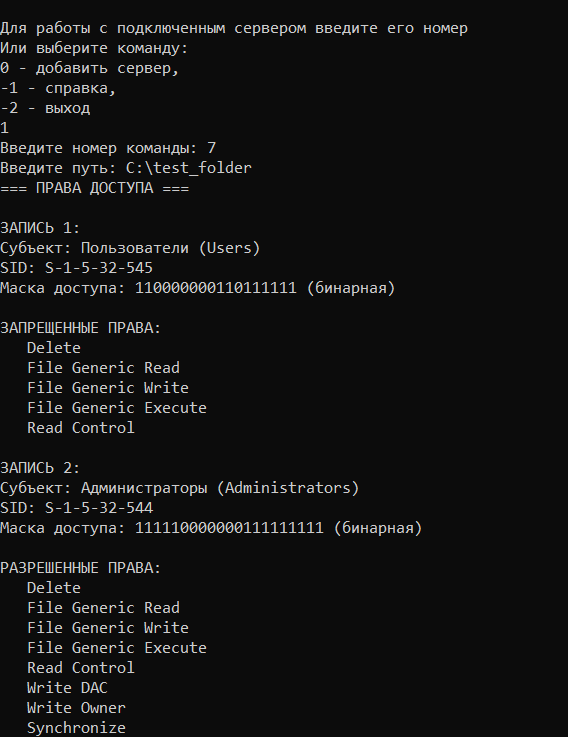 Для работы с подключенным сервером введите его номер
Или выберите команду:
0 - добавить сервер,
-1 - справка,
-2 - выход
1
Введите номер команды: 7
Введите путь: C:\test_folder
=== ПРАВА ДОСТУПА ===
ЗАПИСЬ 1:
Субъект: Пользователи (Users)
SID: S-1-5-32-545
Маска доступа: 110000000110111111 (бинарная)
ЗАПРЕЩЕННЫЕ ПРАВА:
Delete
File Generic Read
File Generic Write
File Generic Execute
Read Control
ЗАПИСЬ 2:
Субъект: Администраторы (Administrators)
SID: S-1-5-32-544
Маска доступа: 111110000000111111111 (бинарная)
РАЗРЕШЕННЫЕ ПРАВА:
Delete
File Generic Read
File Generic Write
File Generic Execute
Read Control
Write DAC
Write Owner
Synchronize